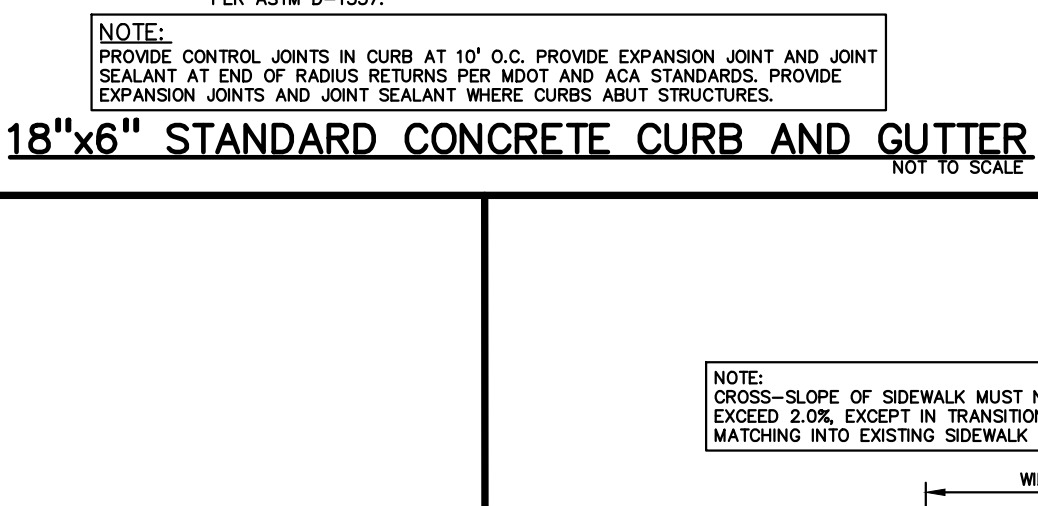 PER ASTM D-1557.
NOTE:
PROVIDE CONTROL JOINTS IN CURB AT 10' O.C. PROVIDE EXPANSION JOINT AND JOINT
SEALANT AT END OF RADIUS RETURNS PER MDOT AND ACA STANDARDS. PROVIDE
EXPANSION JOINTS AND JOINT SEALANT WHERE CURBS ABUT STRUCTURES.
18"x6" STANDARD CONCRETE CURB AND GUTTER
NOT TO SCALE
NOTE:
CROSS-SLOPE OF SIDEWALK MUST
EXCEED 2.0%, EXCEPT IN
MATCHING INTO EXISTING SIDEWALK